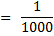 = 1/1000